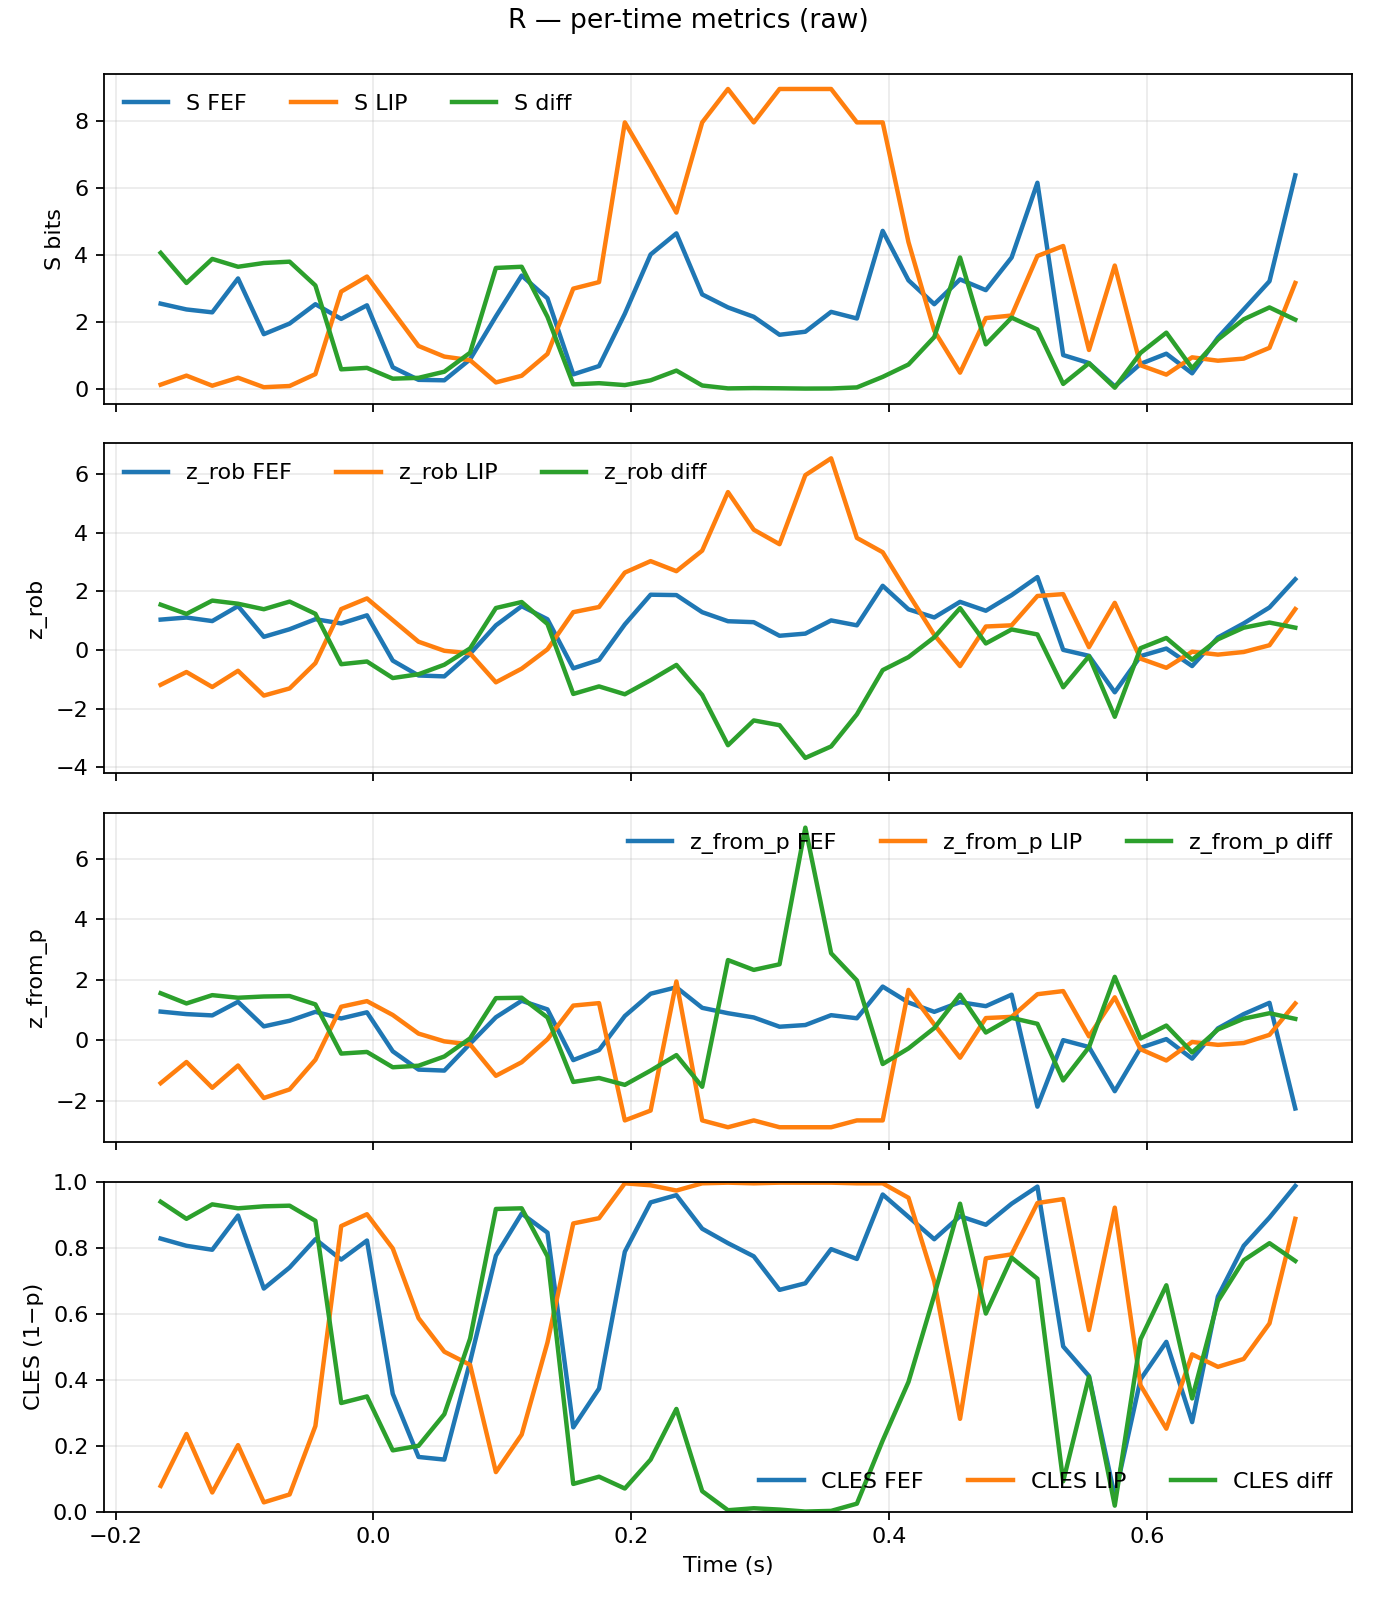 R — per-time metrics (raw)
S FEF S LIP S diff
8
6
4
2
0
S bits
z_rob FEF z_rob LIP z_rob diff
6
4
2
0
−2
−4
z_rob
z_from_p FEF z_from_p LIP z_from_p diff
6
4
2
0
−2
z_from_p
1.0
0.8
0.6
0.4
0.2
0.0
CLES (1−p)
CLES FEF CLES LIP CLES diff
−0.2 0.0 0.2 0.4 0.6
Time (s)